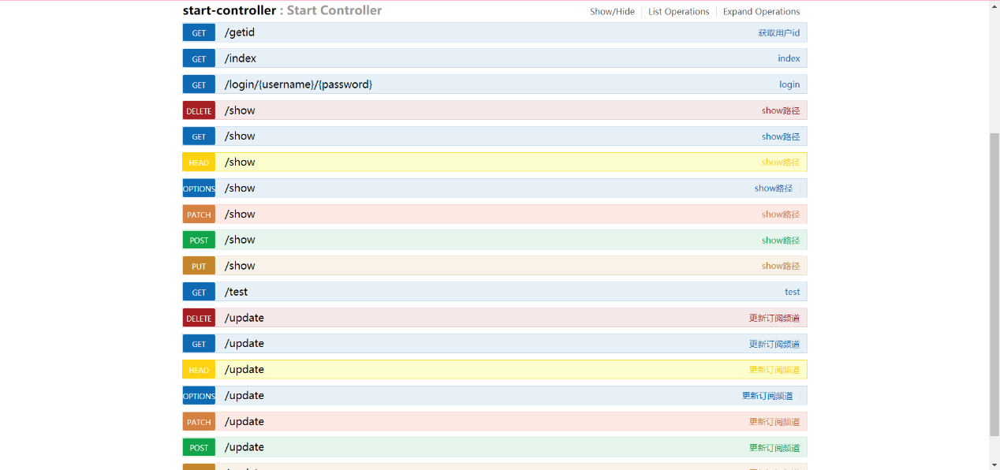 start-controller : Start Controller Show/Hide List Operations Expand Operations
GET /getid 获取用户id
GET /index index
GET /login/{username}/{password} login
DELETE /show show路径
GET /show show路径
HEAD /show show路径
OPTIONS /show show路径
PATCH /show show路径
POST /show show路径
PUT /show show路径
GET /test test
DELETE /update 更新订阅频道
GET /update 更新订阅频道
HEAD /update 更新订阅频道
OPTIONS /update 更新订阅频道
PATCH /update 更新订阅频道
POST /update 更新订阅频道